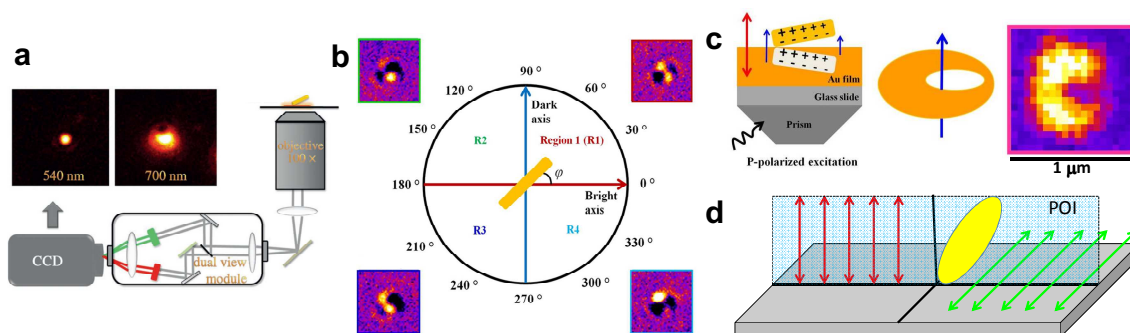 a
540 nm
700 nm
objective
100 ×
CCD
dual view
module
b
90 °
120 °
60 °
Dark
axis
150 °
30 °
R2
Region 1 (R1)
φ
180 °
0 °
Bright
axis
R3
R4
210 °
330 °
240 °
300 °
270 °
c
+ + + + +
- - - - -
+ + + + +
- - - - -
Au film
Glass slide
Prism
P-polarized excitation
1 μm
d
POI